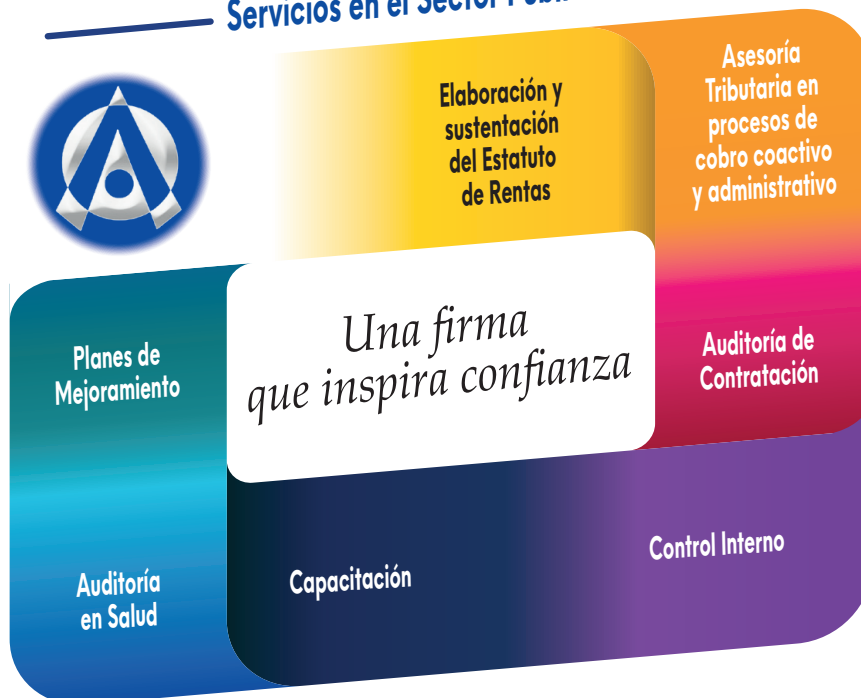 Servicios en el Sector
Elaboración y
sustentación
del Estatuto
de Rentas
Asesoría
Tributaria en
procesos de
cobro coactivo
y administrativo
Una firma
que inspira confianza
Planes de
Mejoramiento
Auditoría de
Contratación
Auditoría
en Salud
Capacitación
Control Interno